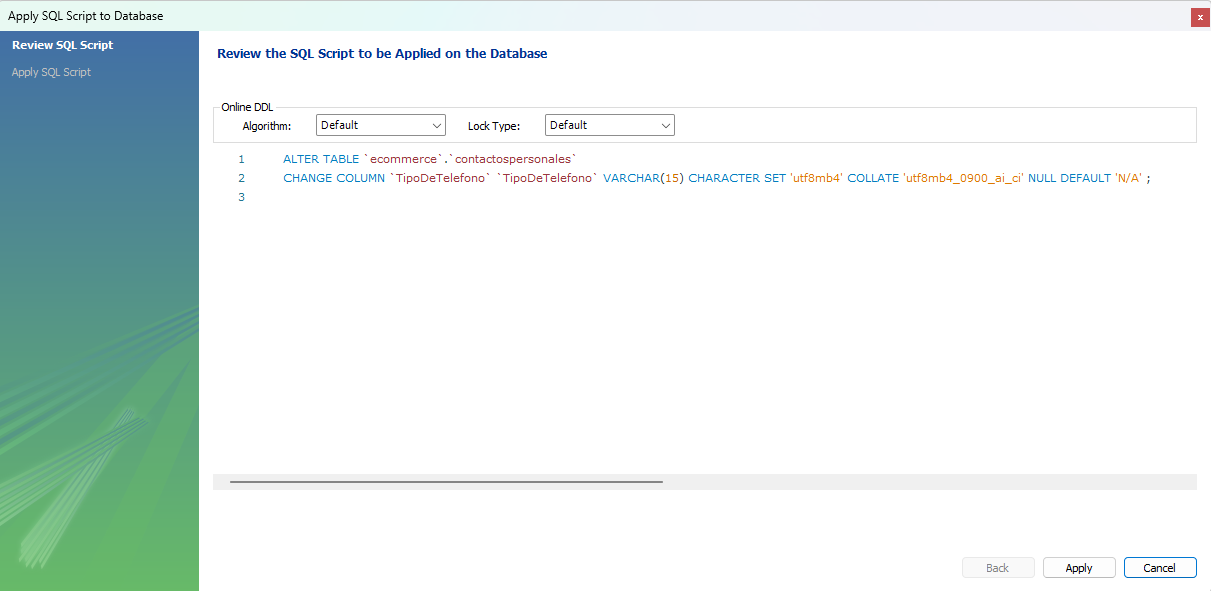 Apply SQL Script to Database
x
Review SQL Script
Apply SQL Script
Review the SQL Script to be Applied on the Database
Online DDL
Algorithm: Default Lock Type: Default
1 ALTER TABLE `ecommerce`.`contactospersonales`
2 CHANGE COLUMN `TipoDeTelefono` `TipoDeTelefono` VARCHAR(15) CHARACTER SET 'utf8mb4' COLLATE 'utf8mb4_0900_ai_ci' NULL DEFAULT 'N/A' ;
3
Back Apply Cancel